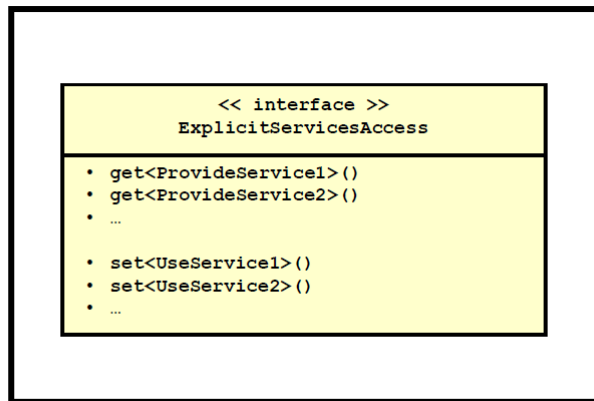 << interface >>
ExplicitServicesAccess
• get<ProvideService1>()
• get<ProvideService2>()
• …
• set<UseService1>()
• set<UseService2>()
• …